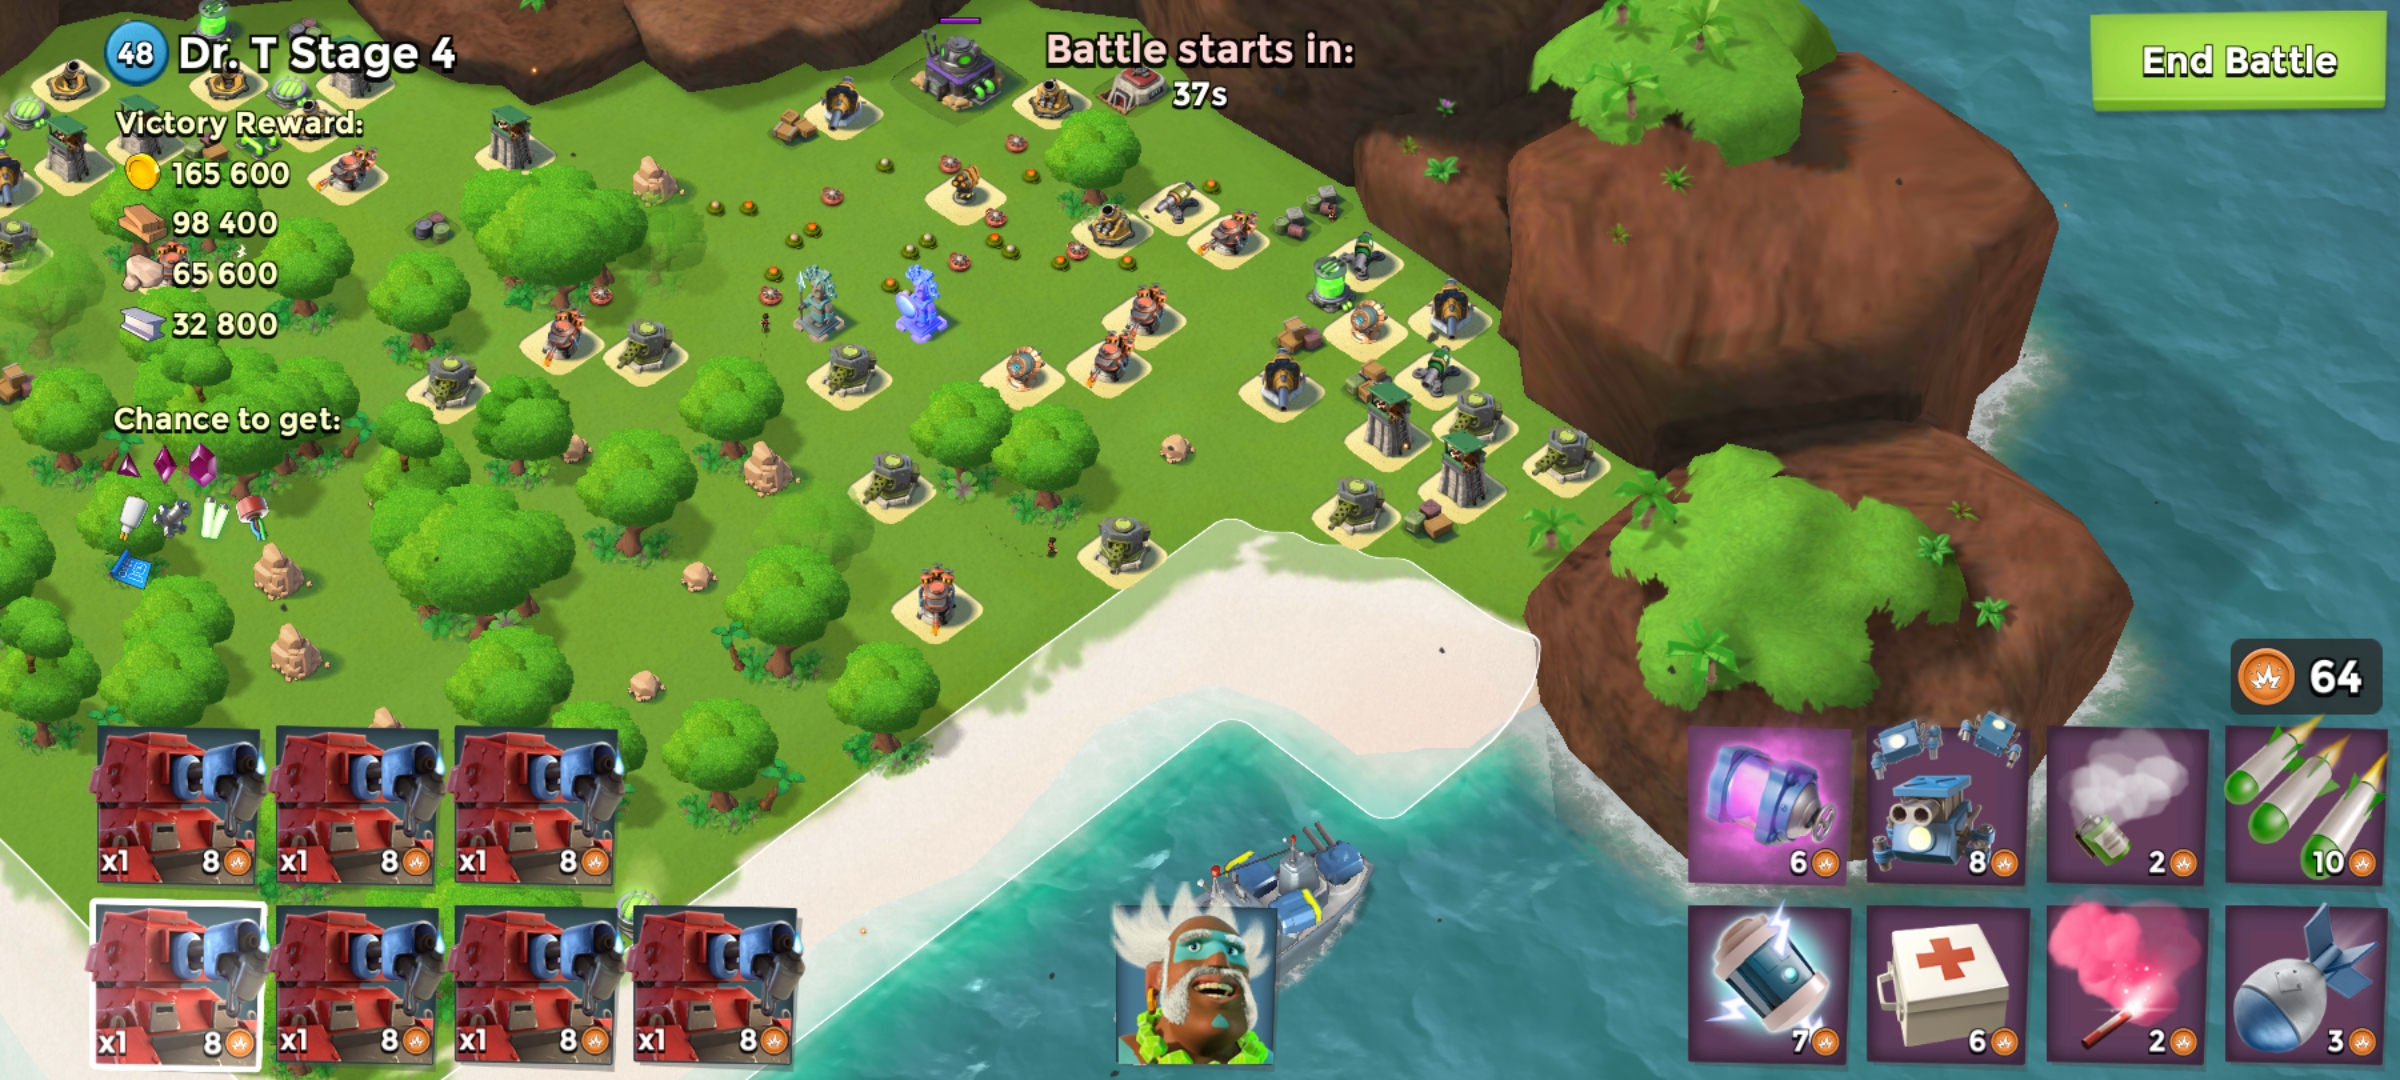 48 Dr. T Stage 4
Battle starts in:
37s
End Battle
Victory Reward:
165 600
98 400
65 600
32 800
Chance to get:
64
x1 8
x1 8
x1 8
6
8
2
10
x1 8
x1 8
x1 8
x1 8
7
6
2
3